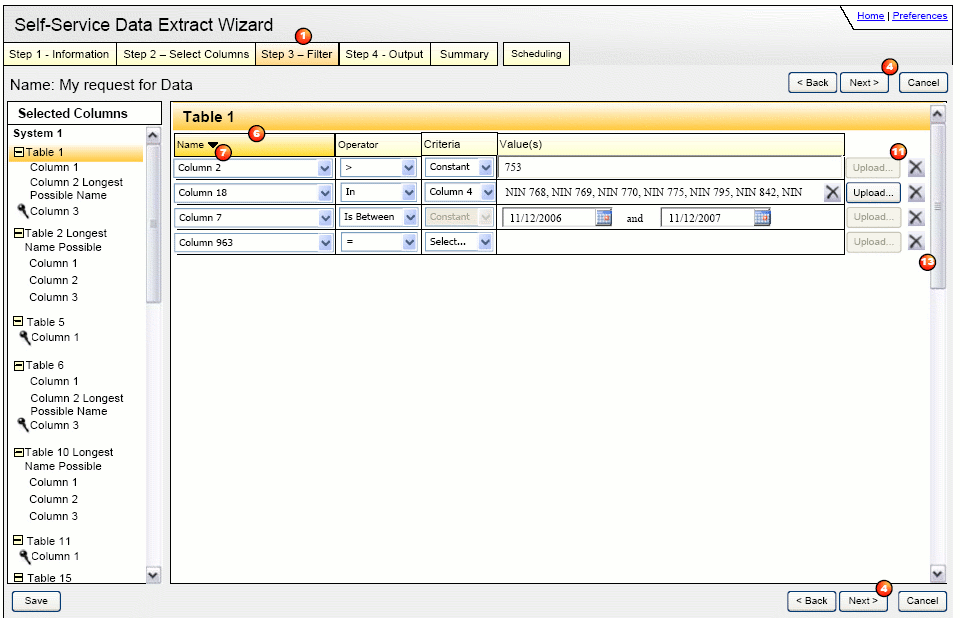 Self-Service Data Extract Wizard
Home | Preferences
1
Step 1 - Information Step 2 – Select Columns Step 3 – Filter Step 4 - Output Summary Scheduling
4
Name: My request for Data < Back Next > Cancel
Selected Columns
System 1
Table 1
Column 1
Column 2 Longest
Possible Name
Column 3
Table 2 Longest
Name Possible
Column 1
Column 2
Column 3
Table 5
Column 1
Table 6
Column 1
Column 2 Longest
Possible Name
Column 3
Table 10 Longest
Name Possible
Column 1
Column 2
Column 3
Table 11
Column 1
Table 15
Table 1
6
Name Operator Criteria Value(s)
7 11
Column 2 > Constant 753 Upload...
Column 18 In Column 4 NIN 768, NIN 769, NIN 770, NIN 775, NIN 795, NIN 842, NIN Upload...
Column 7 Is Between Constant 11/12/2006 and 11/12/2007 Upload...
Column 963 = Select... Upload...
13
4
Save < Back Next > Cancel